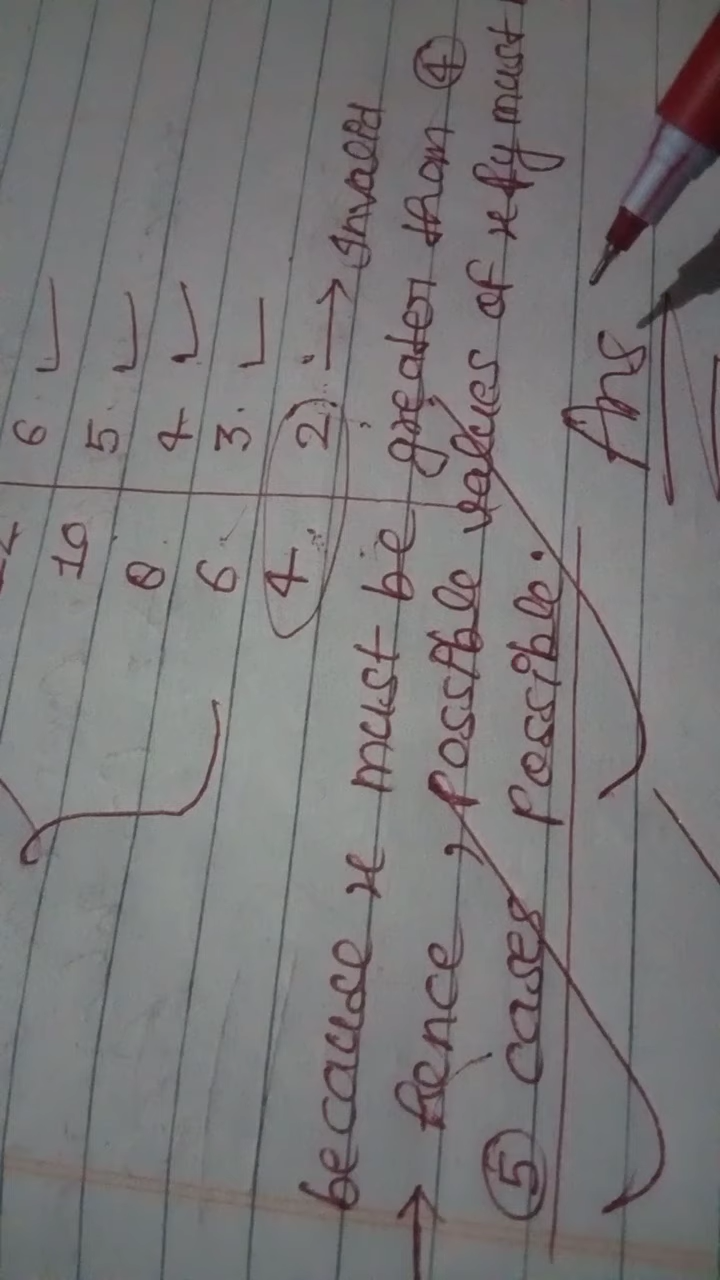 10 6.
8 5.
6 4
4 3.
2) → Invalid
because x must be greater than 4
→ hence, possible values of x & y must
5 cases possible.
Ans